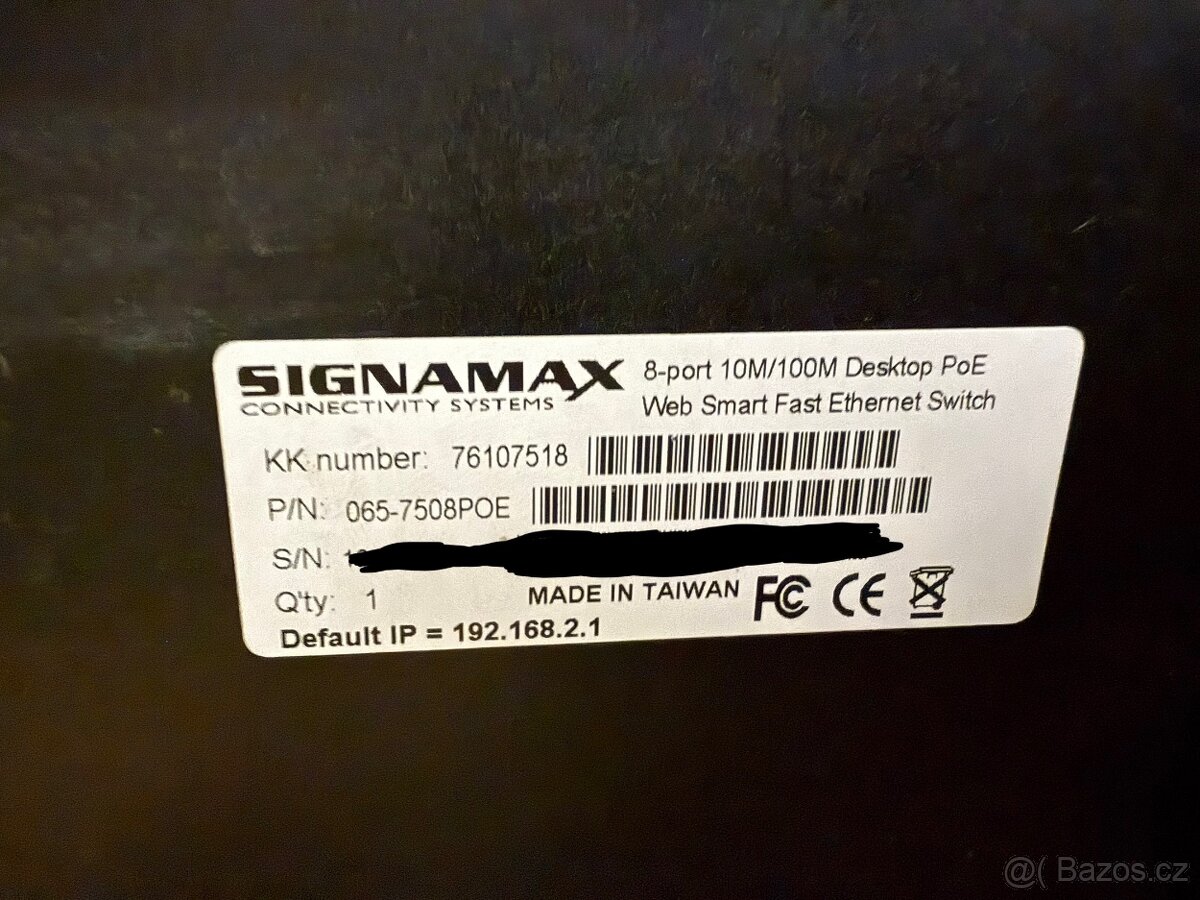 SIGNAMAX
CONNECTIVITY SYSTEMS
8-port 10M/100M Desktop PoE
Web Smart Fast Ethernet Switch
KK number: 76107518
P/N: 065-7508POE
S/N:
Q'ty: 1
MADE IN TAIWAN FC CE
Default IP = 192.168.2.1
@( Bazos.cz